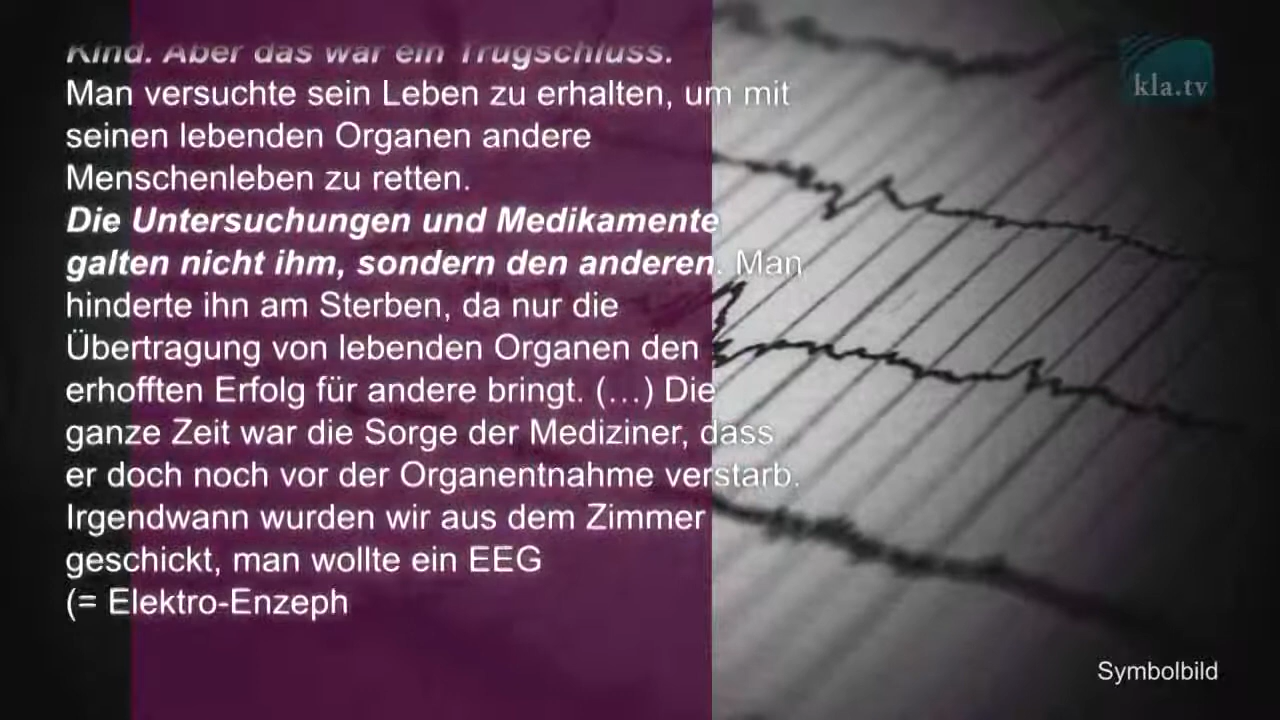 Kind. Aber das war ein Trugschluss.
Man versuchte sein Leben zu erhalten, um mit
seinen lebenden Organen andere
Menschenleben zu retten.
Die Untersuchungen und Medikamente
galten nicht ihm, sondern den anderen. Man
hinderte ihn am Sterben, da nur die
Übertragung von lebenden Organen den
erhofften Erfolg für andere bringt. (…) Die
ganze Zeit war die Sorge der Mediziner, dass
er doch noch vor der Organentnahme verstarb.
Irgendwann wurden wir aus dem Zimmer
geschickt, man wollte ein EEG
(= Elektro-Enzeph
kla.tv
Symbolbild